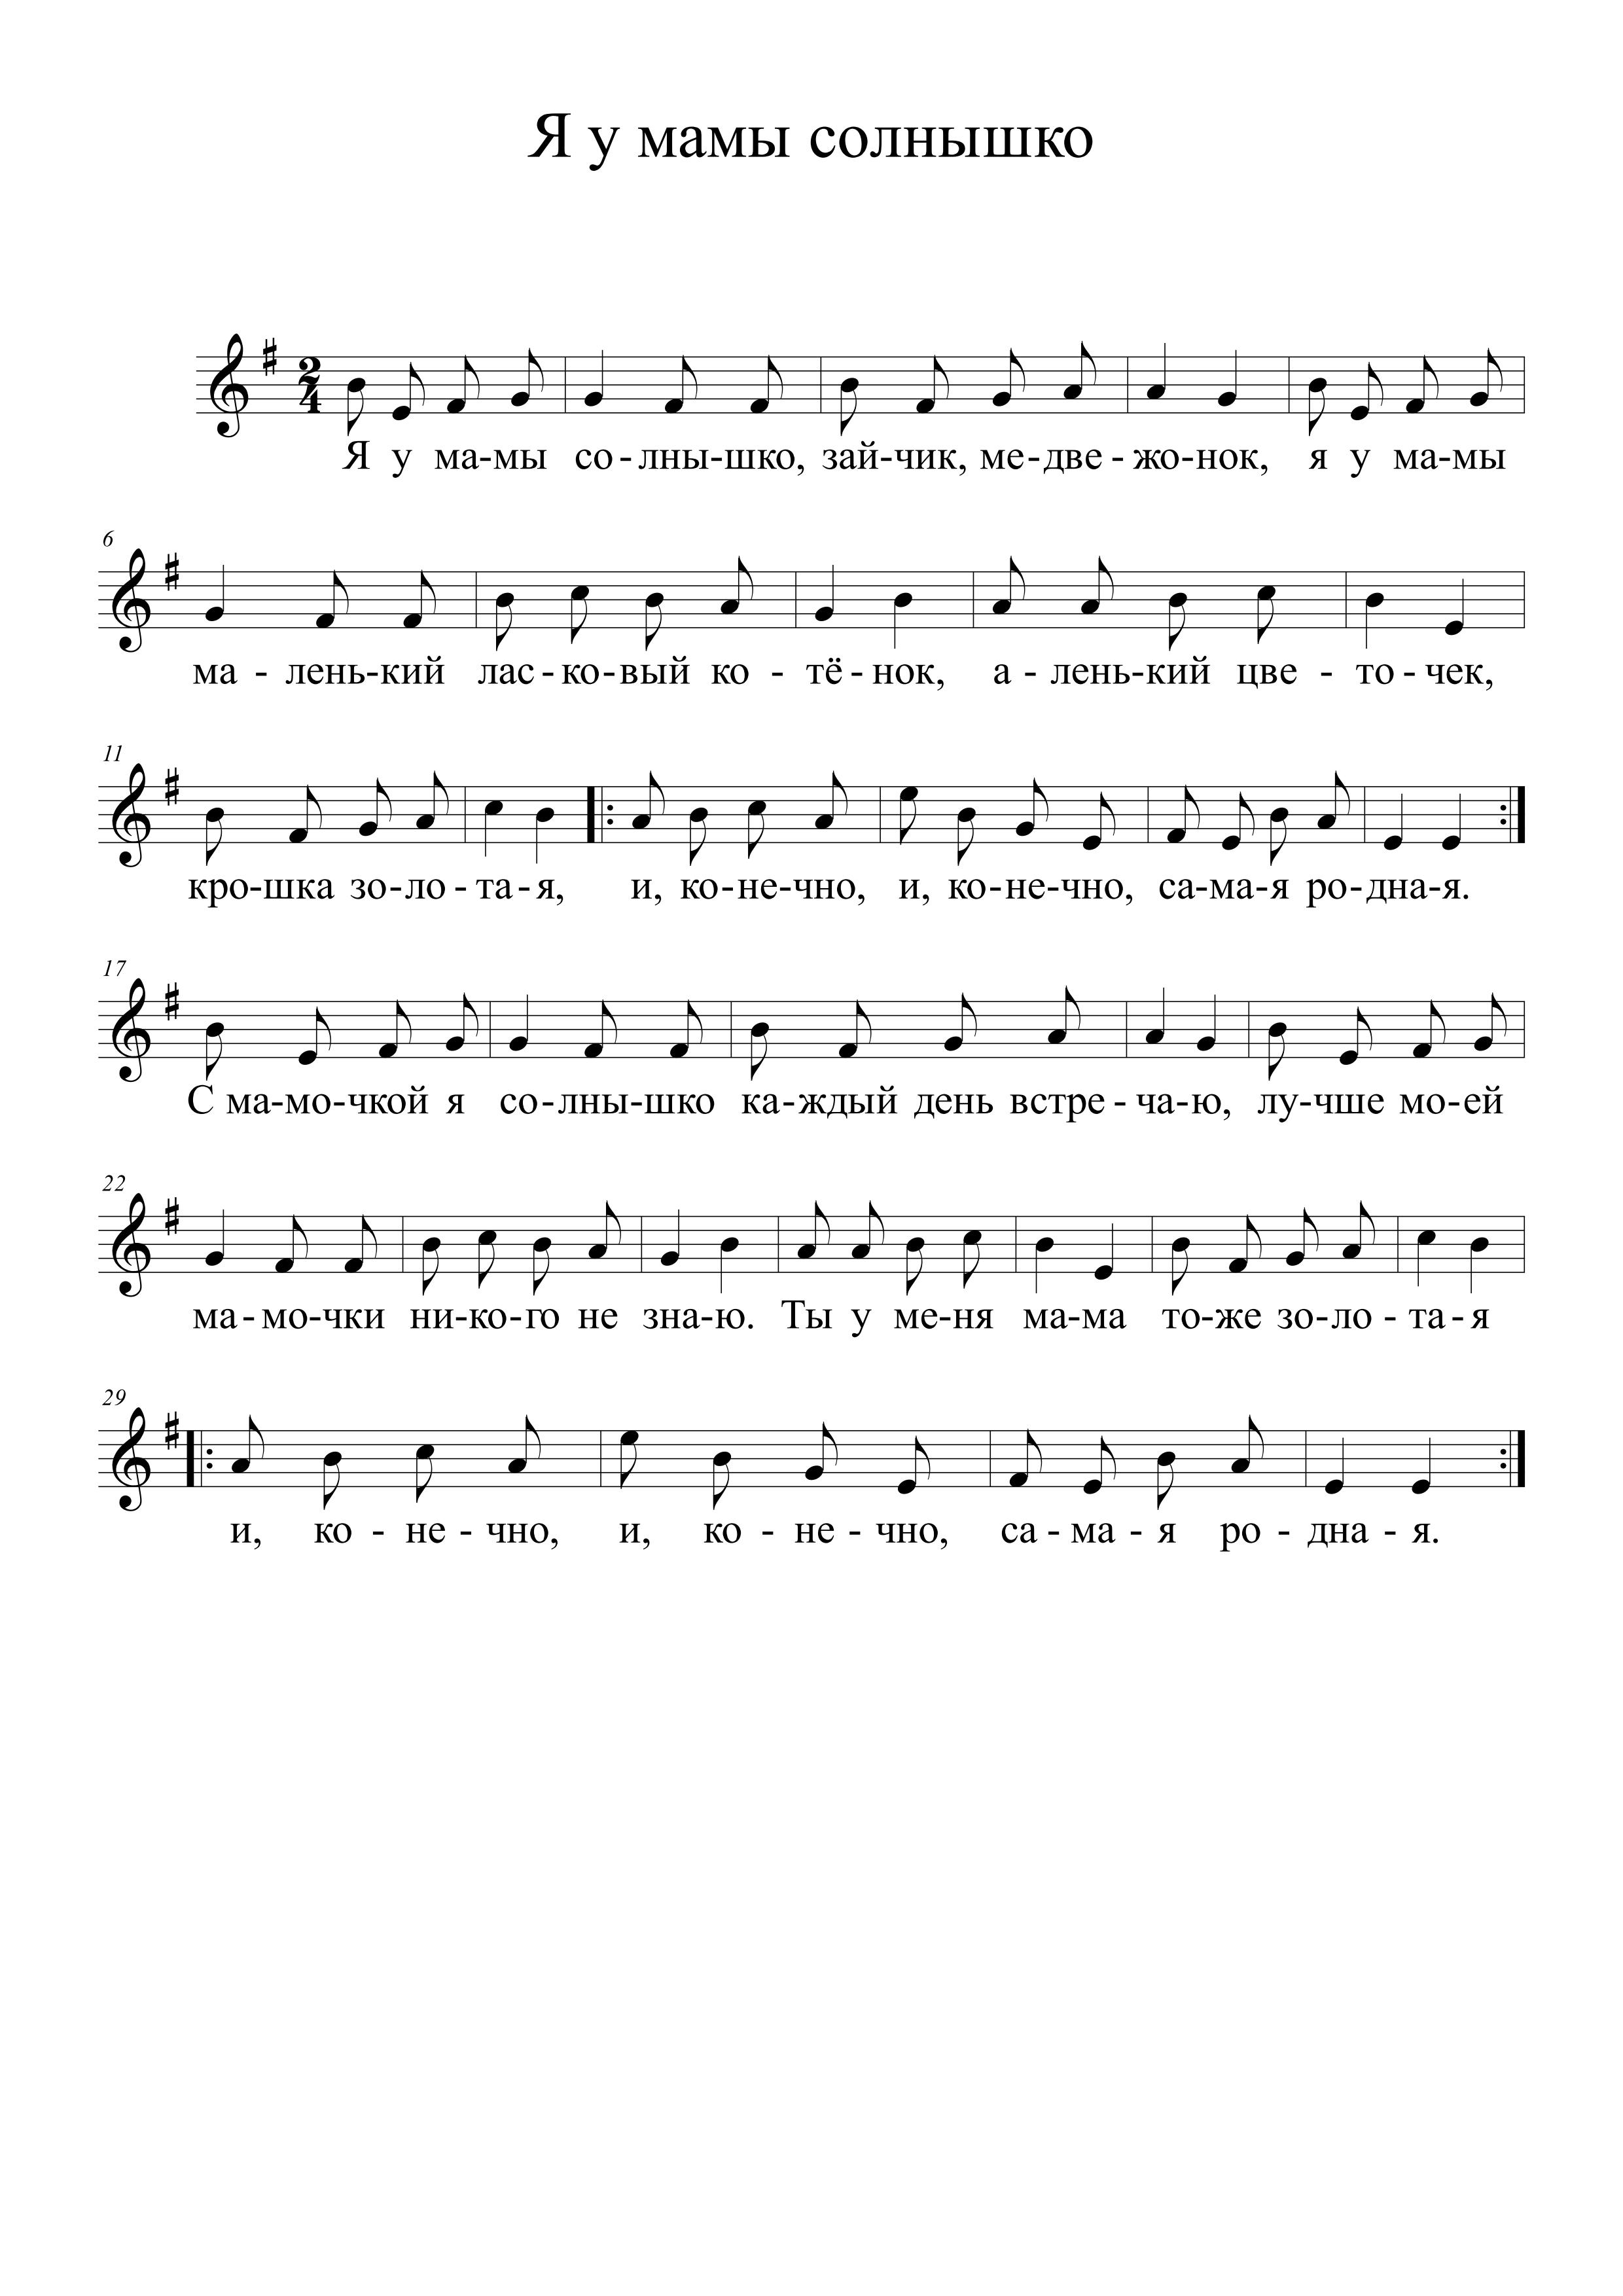 Я у мамы солнышко
2
4
Я у ма-мы со-лны-шко, зай-чик, ме-две-жо-нок, я у ма-мы
6
ма-лень-кий лас-ко-вый ко-тё-нок, а-лень-кий цве-то-чек,
11
кро-шка зо-ло-та-я, и, ко-не-чно, и, ко-не-чно, са-ма-я ро-дна-я.
17
С ма-мо-чкой я со-лны-шко ка-ждый день встре-ча-ю, лу-чше мо-ей
22
ма-мо-чки ни-ко-го не зна-ю. Ты у ме-ня ма-ма то-же зо-ло-та-я
29
и, ко-не-чно, и, ко-не-чно, са-ма-я ро-дна-я.